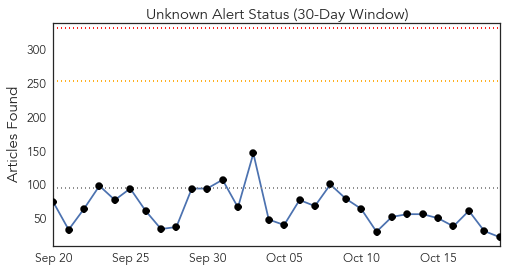 Unknown Alert Status (30-Day Window)
Articles Found
300
250
200
150
100
50
Sep 20
Sep 25
Sep 30
Oct 05
Oct 10
Oct 15